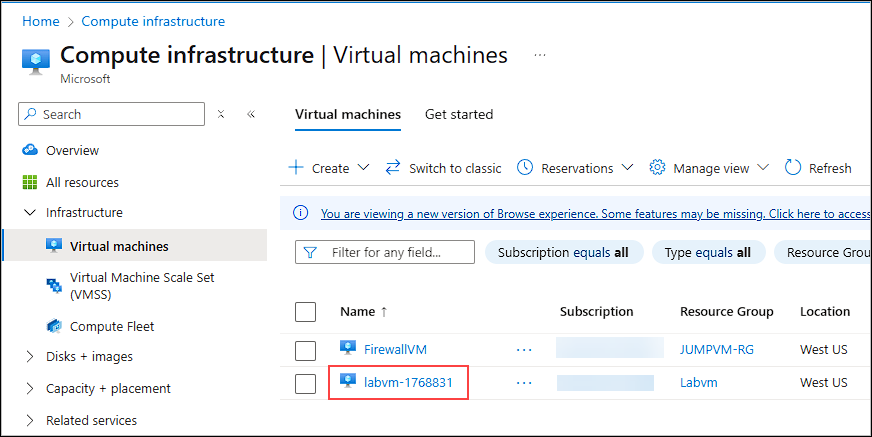 Home > Compute infrastructure
Compute infrastructure | Virtual machines ...
Microsoft
Search
Virtual machines Get started
Overview
All resources
Infrastructure
Virtual machines
Virtual Machine Scale Set
(VMSS)
Compute Fleet
Disks + images
Capacity + placement
Related services
+ Create Switch to classic Reservations Manage view Refresh
You are viewing a new version of Browse experience. Some features may be missing. Click here to access
Filter for any field... Subscription equals all Type equals all Resource Grou
Name ↑ Subscription Resource Group Location
FirewallVM ... JUMPVM-RG West US
labvm-1768831 ... Labvm West US